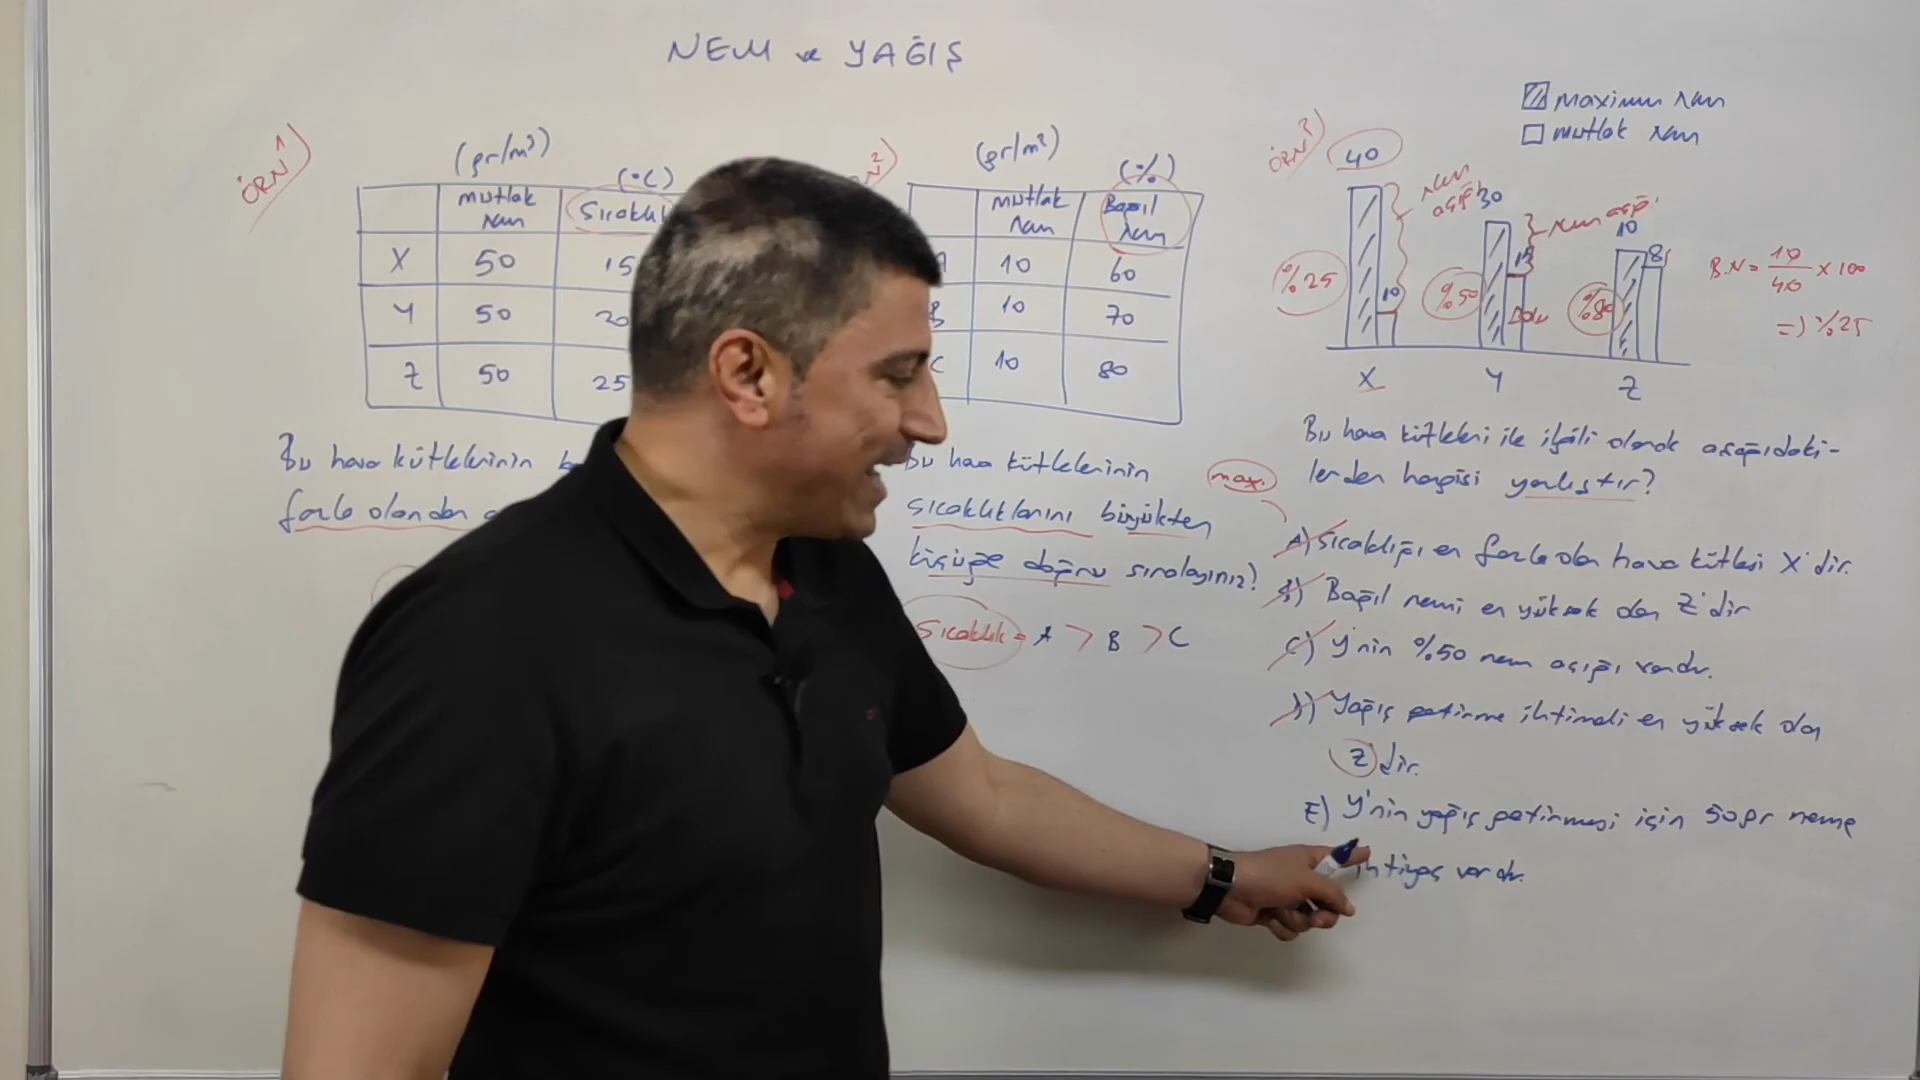 NEM ve YAĞIŞ
ÖRN 1
(gr/m³)
(°C)
mutlak nem
Sıcaklık
X 50 15
Y 50 20
Z 50 25
Bu hava kütlelerinin
fazla olandan
(gr/m³)
(%)
mutlak nem
Bağıl nem
10 60
B 10 70
C 10 80
Bu hava kütlelerinin
sıcaklıklarını büyükten
küçüğe doğru sıralayınız?
Sıcaklık = A > B > C
maximum nem
mutlak nem
ÖRN 3
40
nem açığı
30
nem açığı
10
8
%25
10
%50
%80
X Y Z
B.N = 10/40 x 100
=) %25
Bu hava kütleleri ile ilgili olarak aşağıdaki-
lerden hangisi yanlıştır?
max.
A) Sıcaklığı en fazla olan hava kütlesi X'dir.
B) Bağıl nemi en yüksek olan Z'dir
C) Y'nin %50 nem açığı vardır.
D) Yağış getirme ihtimali en yüksek olan
Z dir.
E) Y'nin yağış getirmesi için 50gr neme
ihtiyaç vardır.